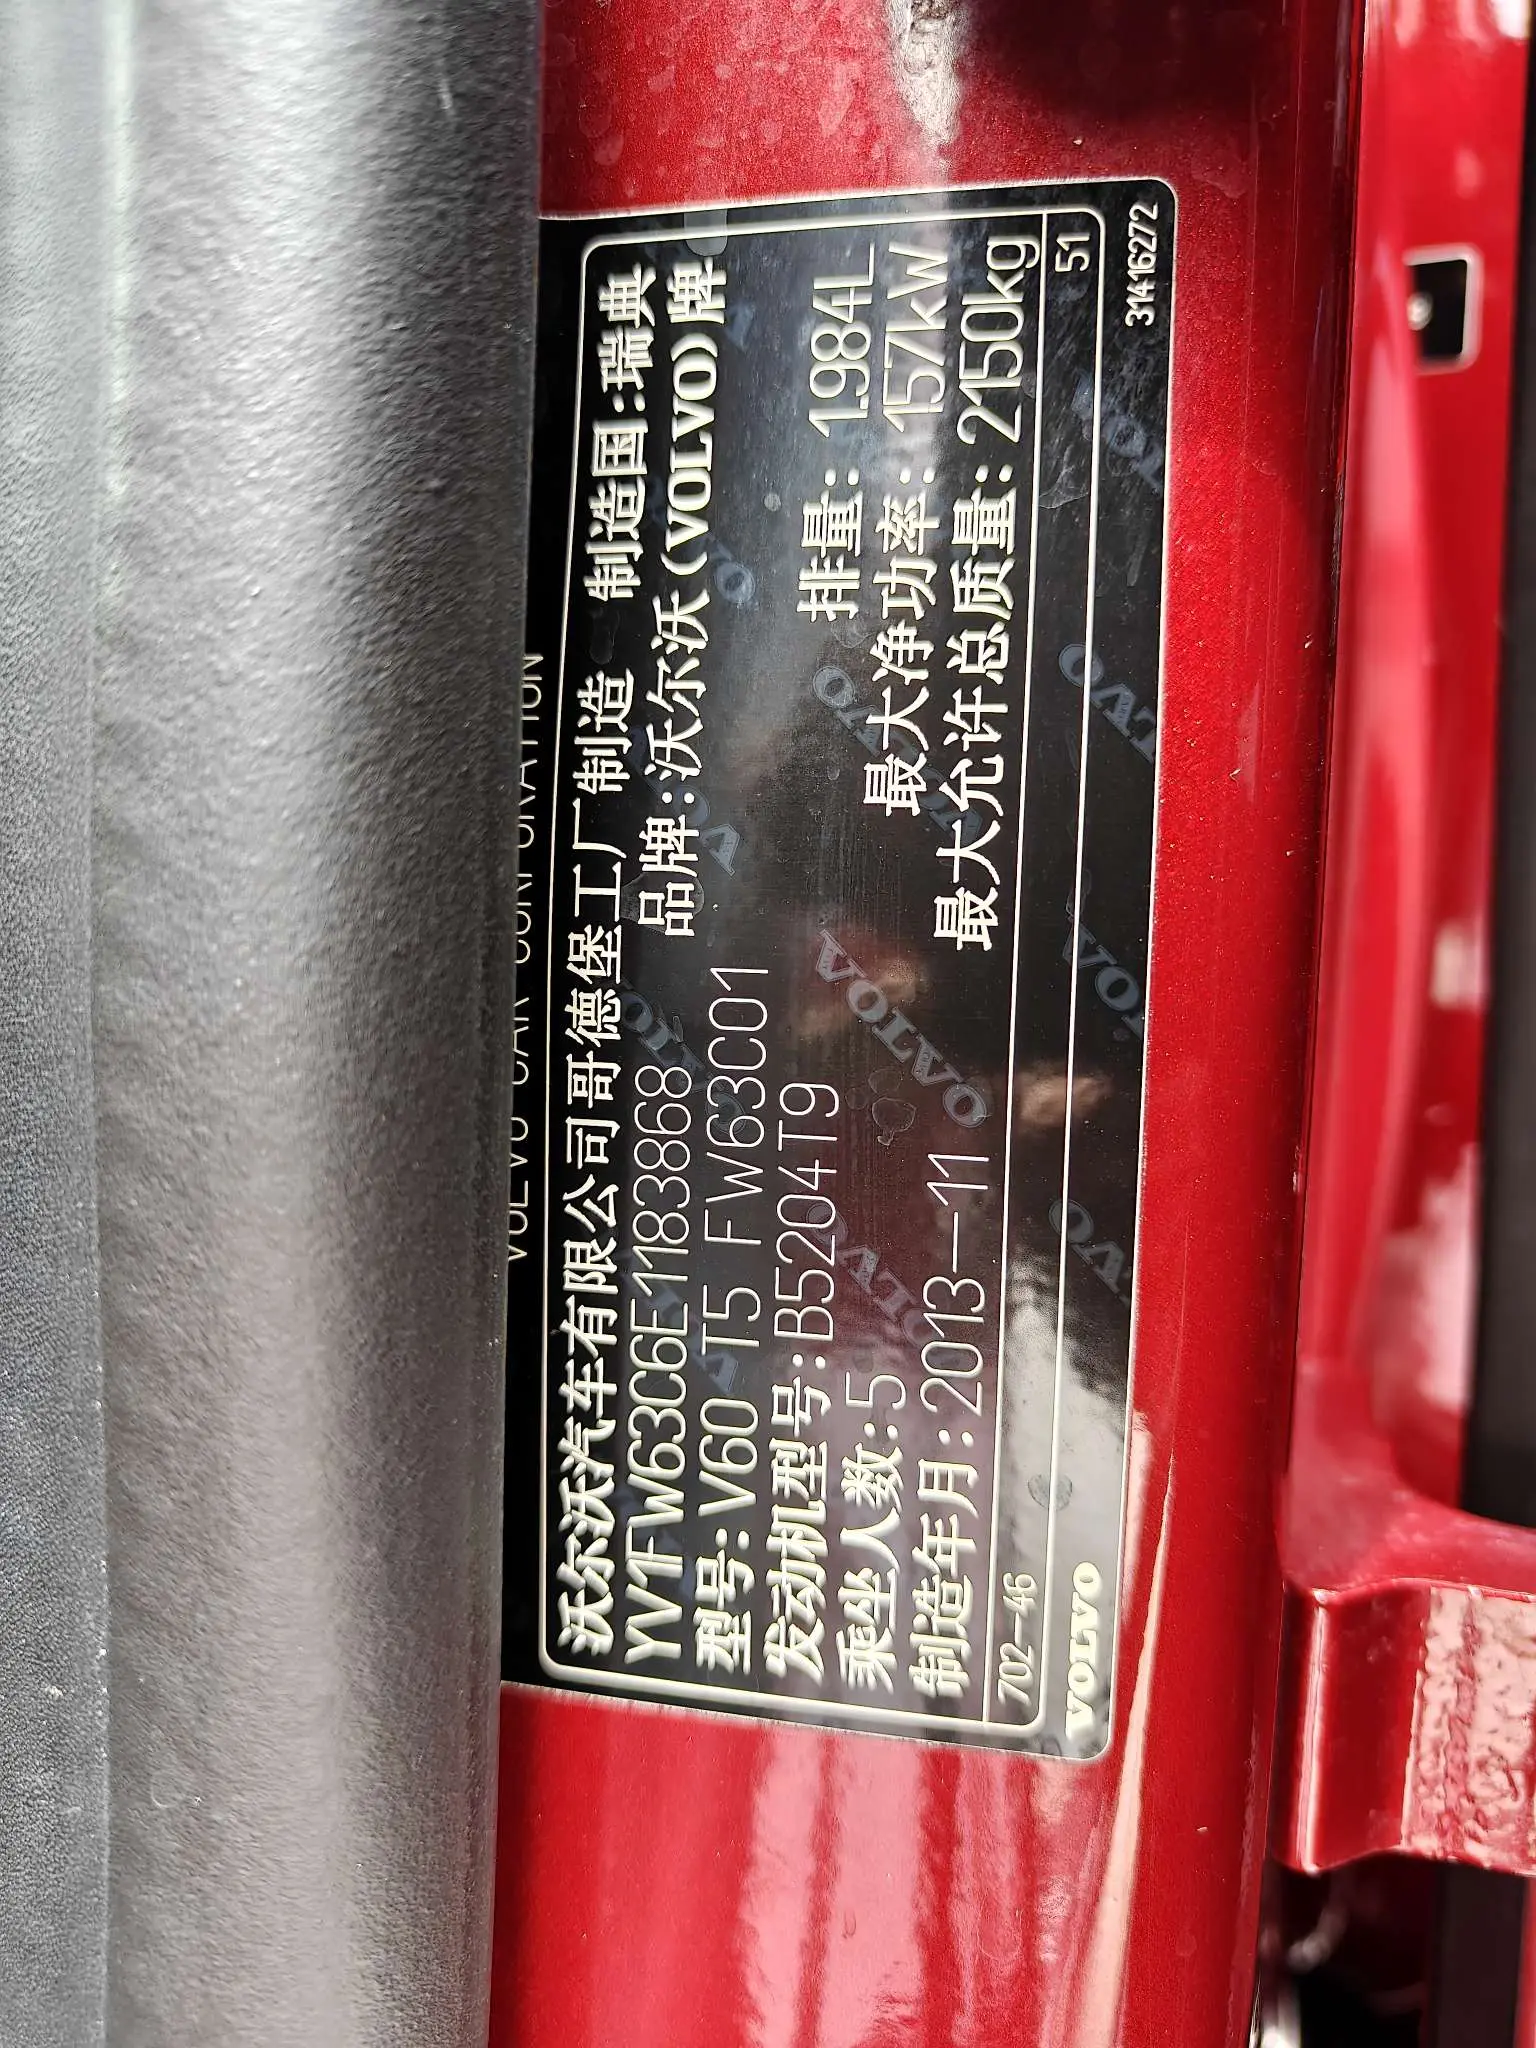 VOLVO CAR CORPORATION
沃尔沃汽车有限公司哥德堡工厂制造 制造国:瑞典
YV1FW63C6E1183868 品牌:沃尔沃(VOLVO)牌
型号:V60 T5 FW63C01
发动机型号:B5204T9 排量:1.984L
乘坐人数:5 最大净功率:157kW
制造年月:2013-11 最大允许总质量:2150kg
702-46 51
VOLVO 31416272